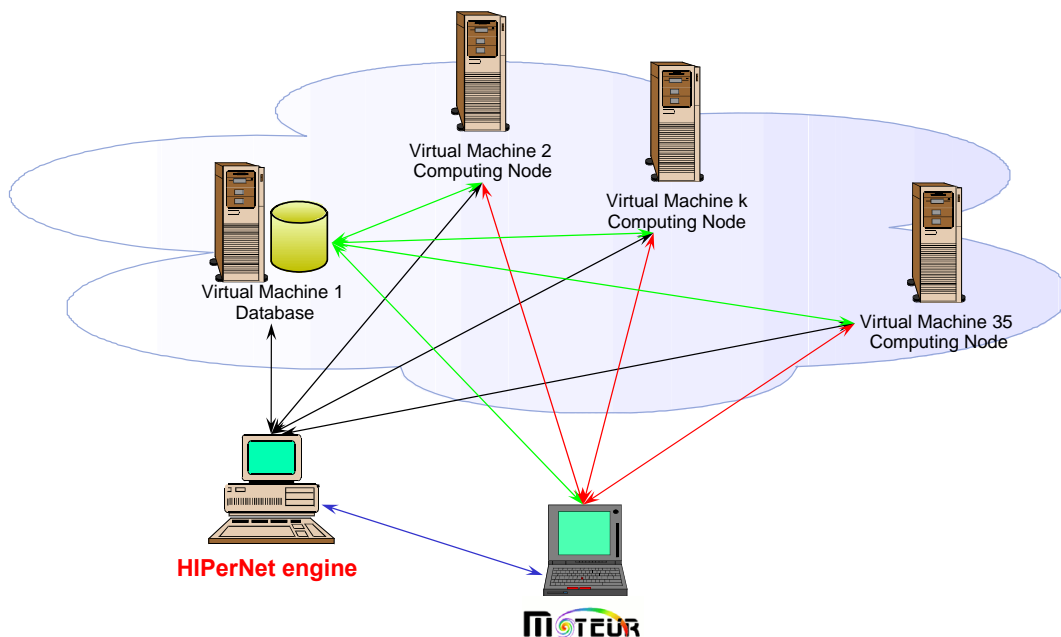 Virtual Machine 2
Computing Node
Virtual Machine k
Computing Node
Virtual Machine 1
Database
Virtual Machine 35
Computing Node
HIPerNet engine
MOTEUR